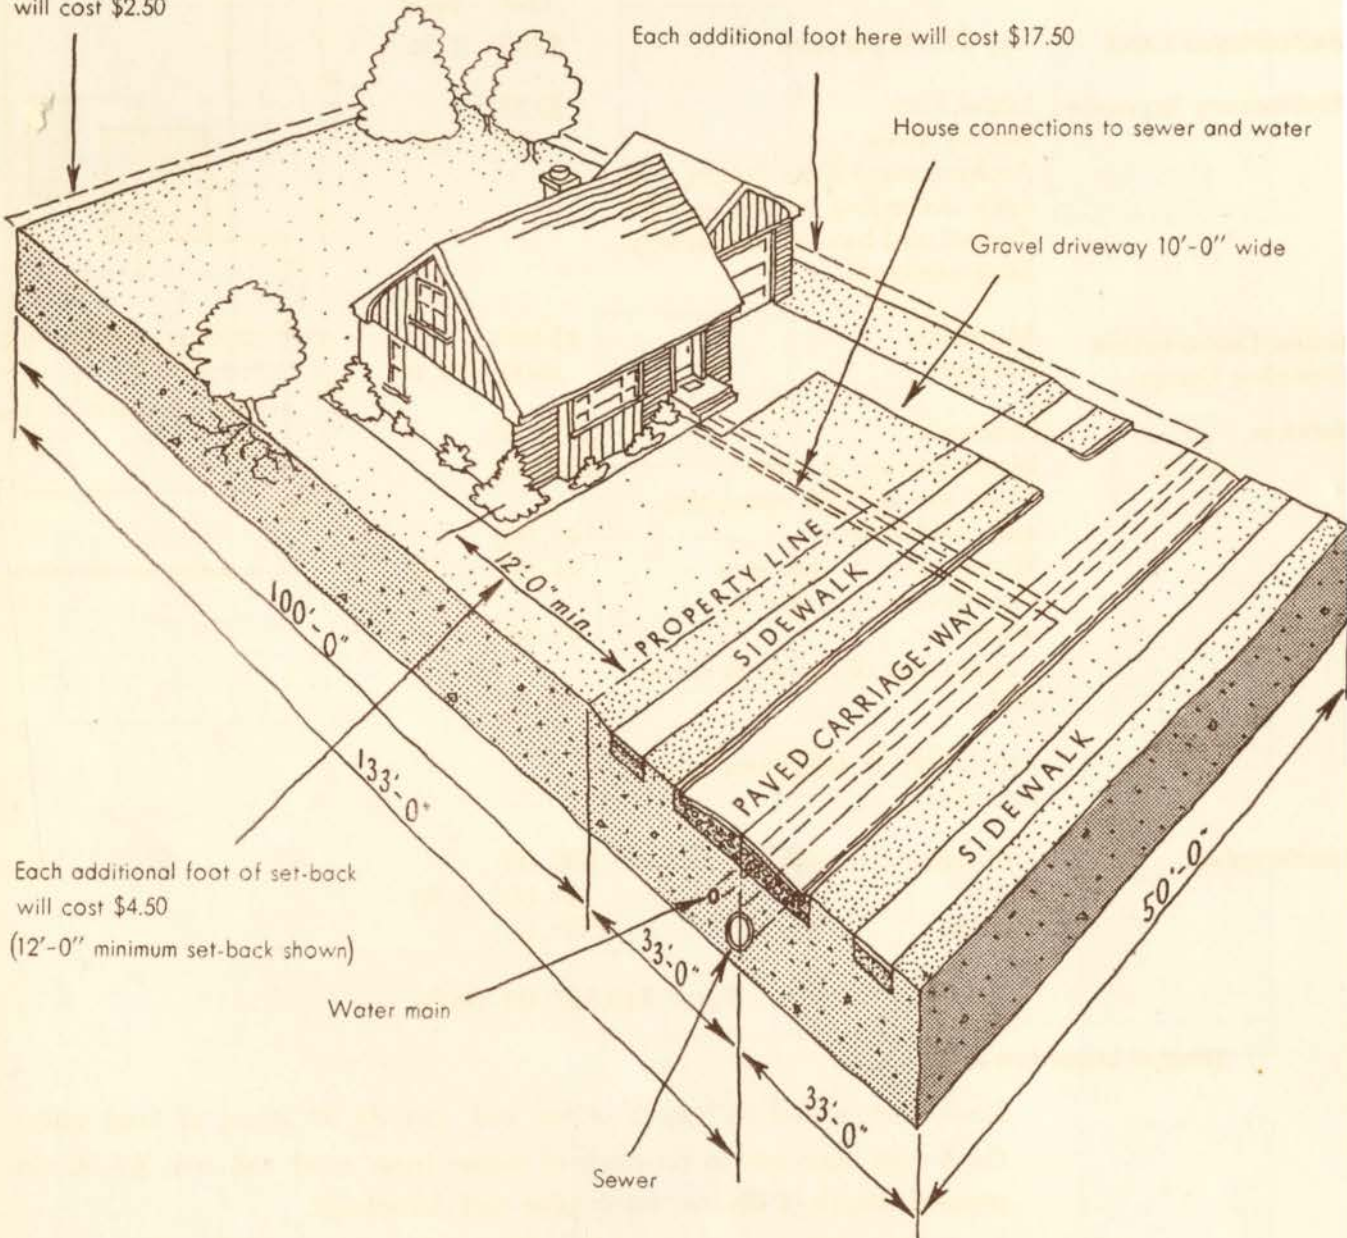 will cost $2.50
Each additional foot here will cost $17.50
House connections to sewer and water
Gravel driveway 10'-0" wide
12'-0" min.
PROPERTY LINE
SIDEWALK
PAVED CARRIAGE-WAY
SIDEWALK
100'-0"
133'-0"
50'-0"
Each additional foot of set-back
will cost $4.50
(12'-0" minimum set-back shown)
33'-0"
Water main
33'-0"
Sewer